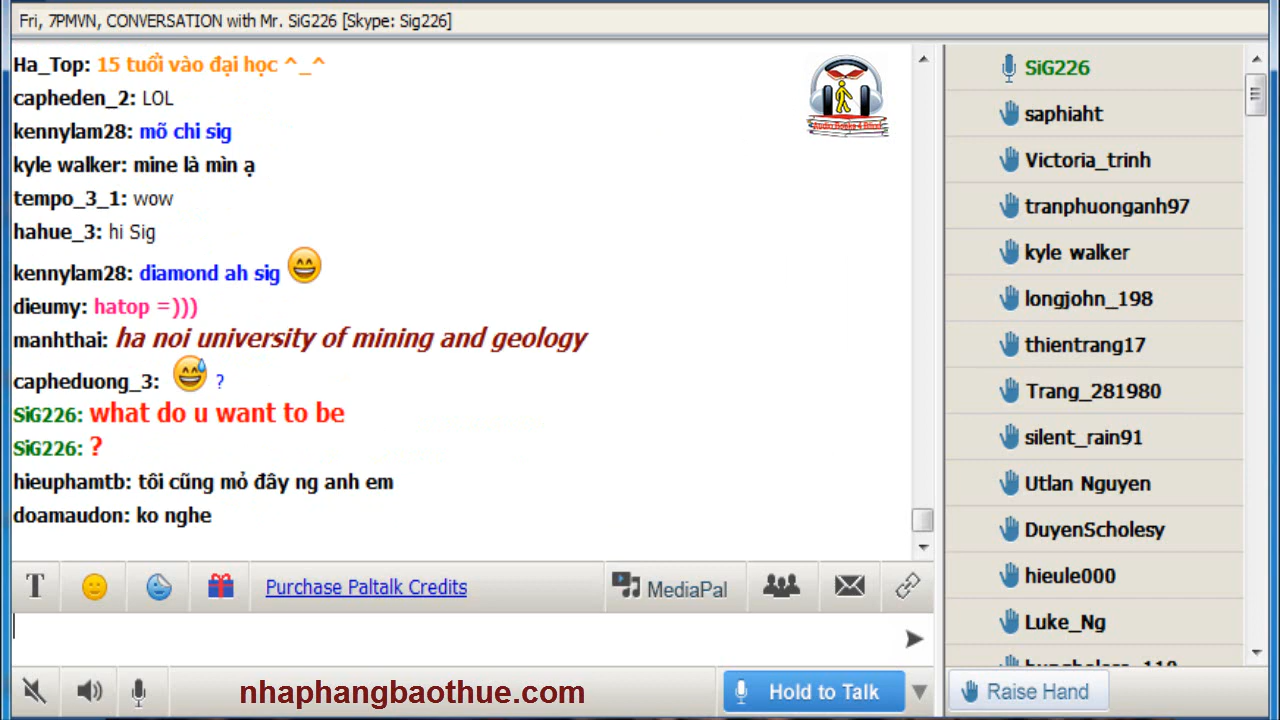 Fri, 7PMVN, CONVERSATION with Mr. SiG226 [Skype: Sig226]
Ha_Top: 15 tuổi vào đại học ^_^
capheden_2: LOL
kennylam28: mõ chi sig
kyle walker: mine là mìn ạ
tempo_3_1: wow
hahue_3: hi Sig
kennylam28: diamond ah sig
dieumy: hatop =)))
manhthai: ha noi university of mining and geology
capheduong_3: ?
SiG226: what do u want to be
SiG226: ?
hieuphamtb: tôi cũng mỏ đây ng anh em
doamaudon: ko nghe
SiG226
saphiaht
Victoria_trinh
tranphuonganh97
kyle walker
longjohn_198
thientrang17
Trang_281980
silent_rain91
Utlan Nguyen
DuyenScholesy
hieule000
Luke_Ng
T
Purchase Paltalk Credits
MediaPal
nhaphangbaothue.com
Hold to Talk
Raise Hand